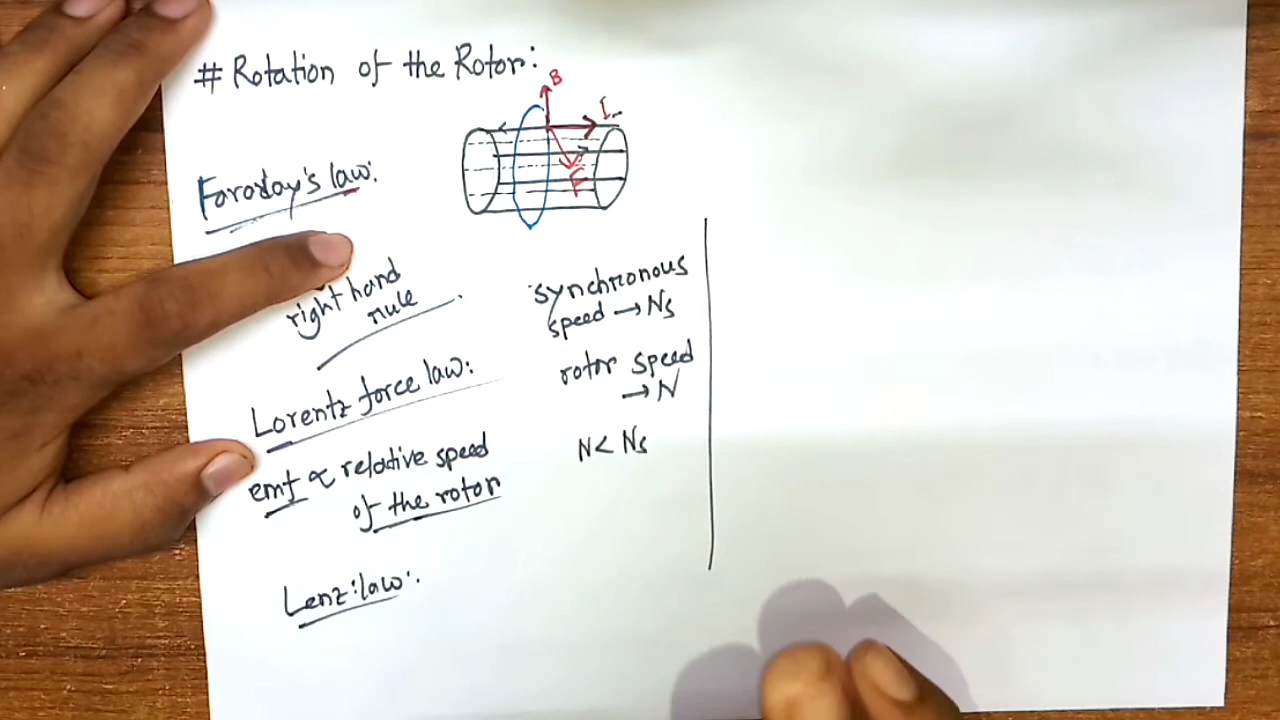 # Rotation of the Rotor:
B
I
F
Faraday's law:
right hand
rule
Lorentz force law:
emf ∝ relative speed
of the rotor
Lenz:law:
synchronous
speed → Ns
rotor speed
→ N
N < Ns